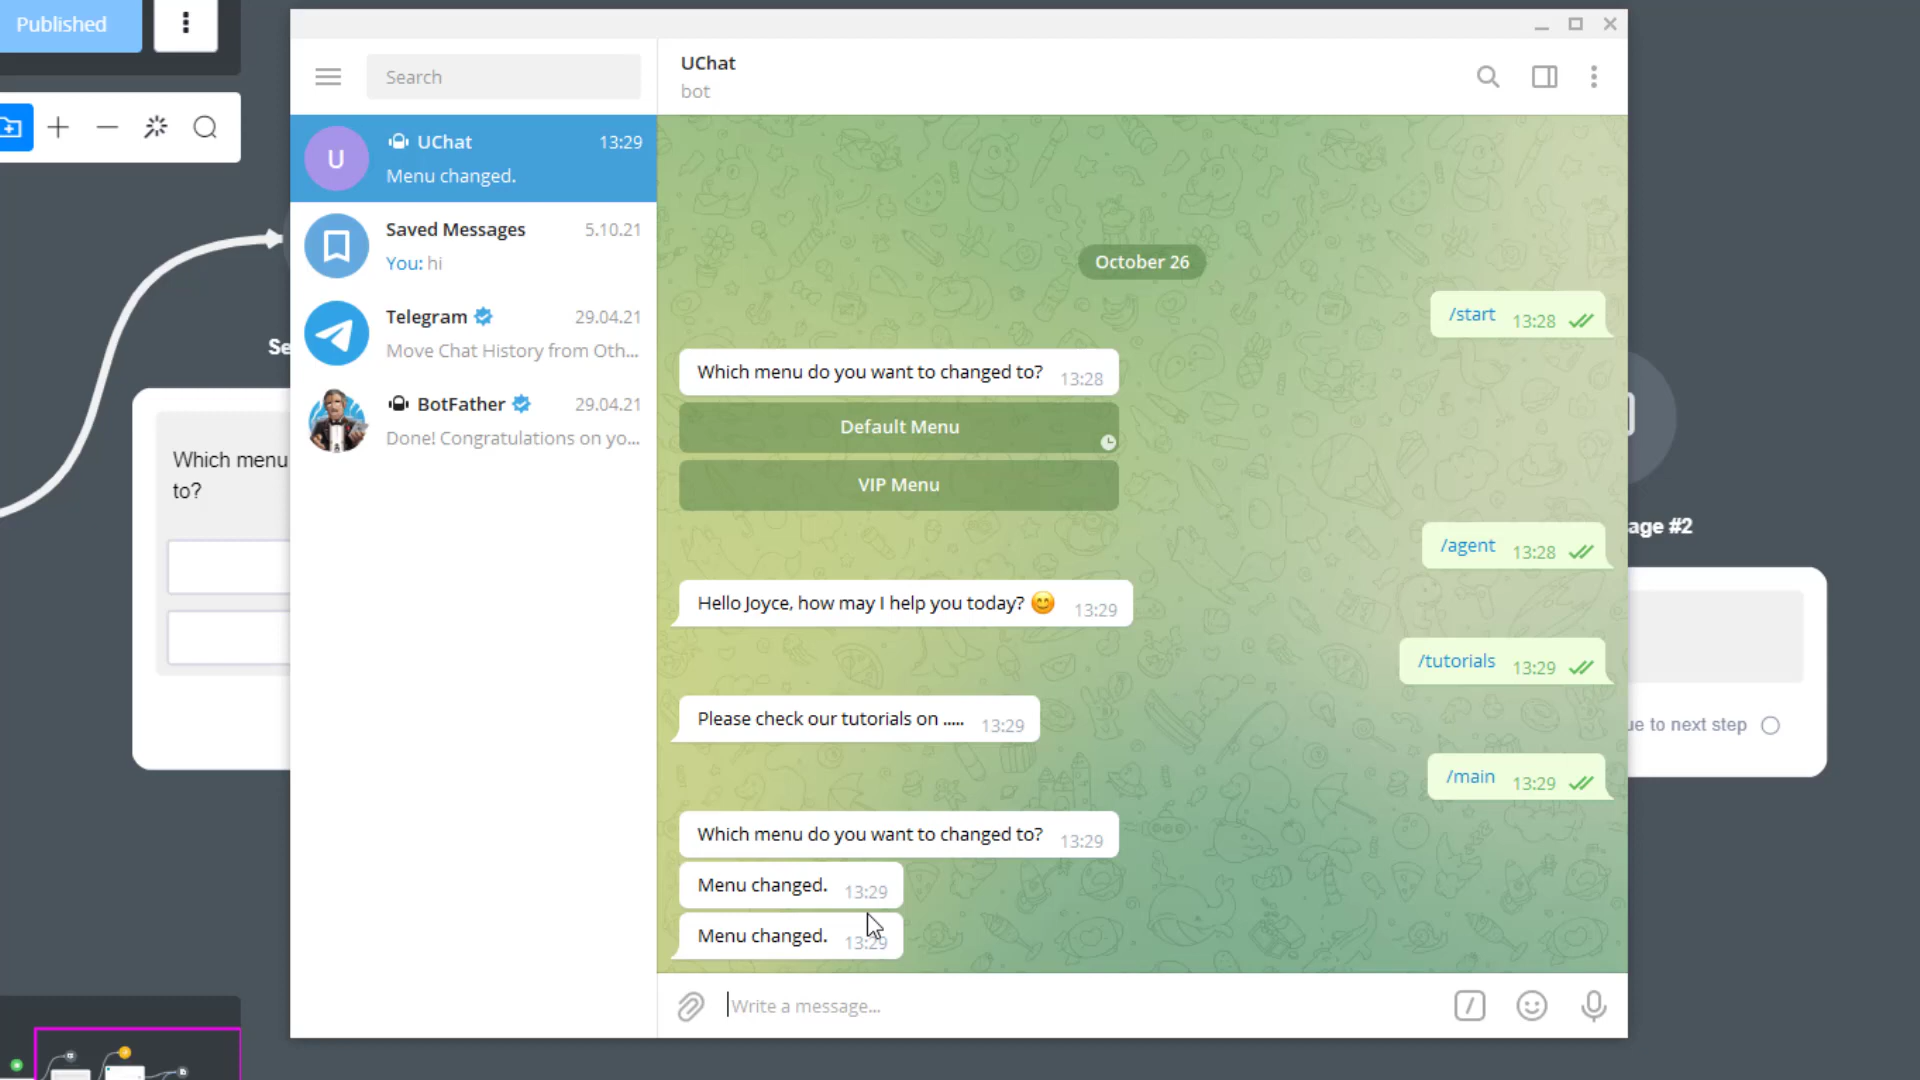 Published
Search
U
UChat
13:29
Menu changed.
Saved Messages
5.10.21
You: hi
Telegram
29.04.21
Move Chat History from Oth...
BotFather
29.04.21
Done! Congratulations on yo...
UChat
bot
October 26
/start 13:28
Which menu do you want to changed to? 13:28
Default Menu
VIP Menu
/agent 13:28
Hello Joyce, how may I help you today? 😊 13:29
/tutorials 13:29
Please check our tutorials on ..... 13:29
/main 13:29
Which menu do you want to changed to? 13:29
Menu changed. 13:29
Menu changed. 13:29
Write a message...
Se
Which menu
to?
age #2
ue to next step